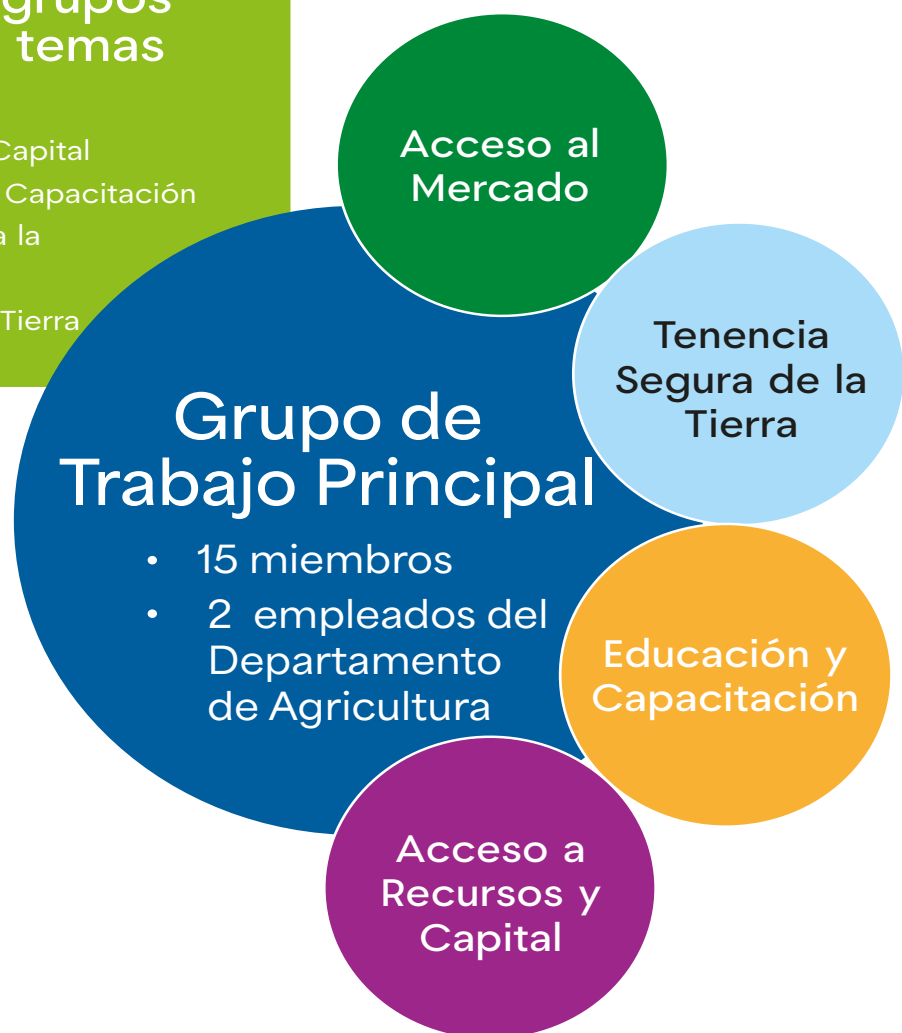 grupos
temas
Capital
Capacitación
a la
Tierra
Acceso al
Mercado
Tenencia
Segura de la
Tierra
Grupo de
Trabajo Principal
• 15 miembros
• 2 empleados del
Departamento
de Agricultura
Educación y
Capacitación
Acceso a
Recursos y
Capital